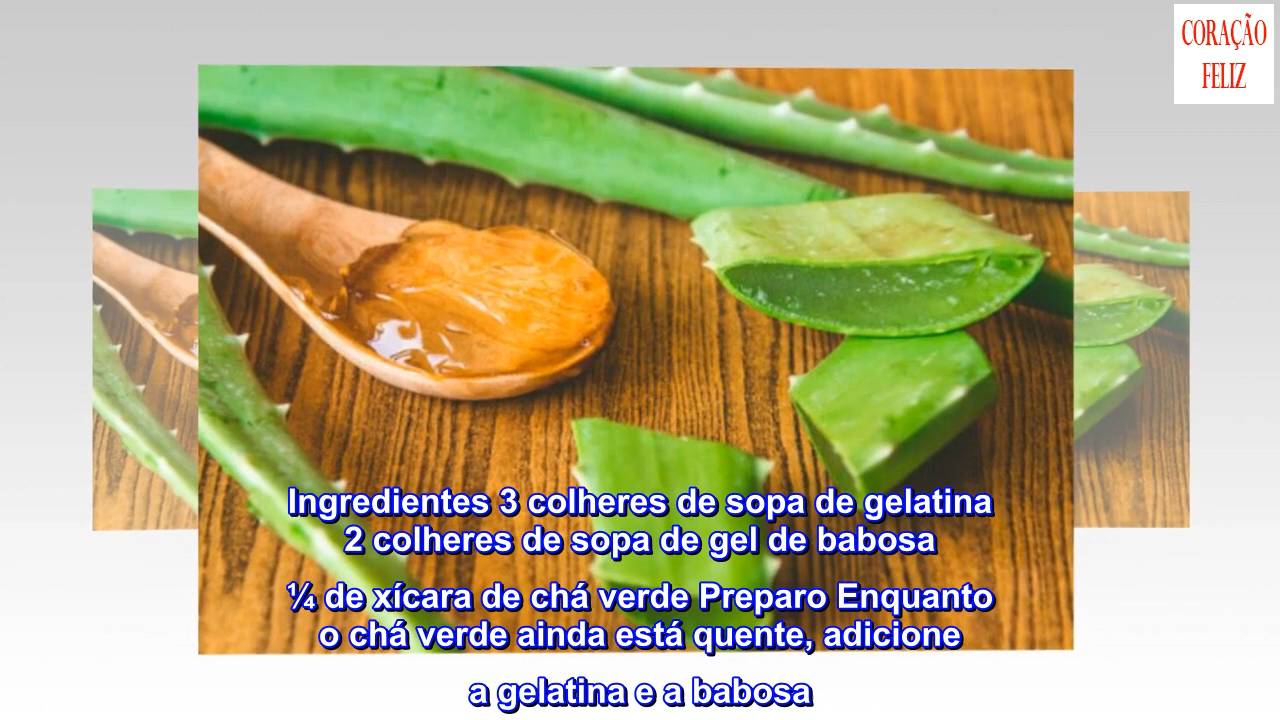 CORAÇÃO
FELIZ
Ingredientes 3 colheres de sopa de gelatina
2 colheres de sopa de gel de babosa
¼ de xícara de chá verde Preparo Enquanto
o chá verde ainda está quente, adicione
a gelatina e a babosa